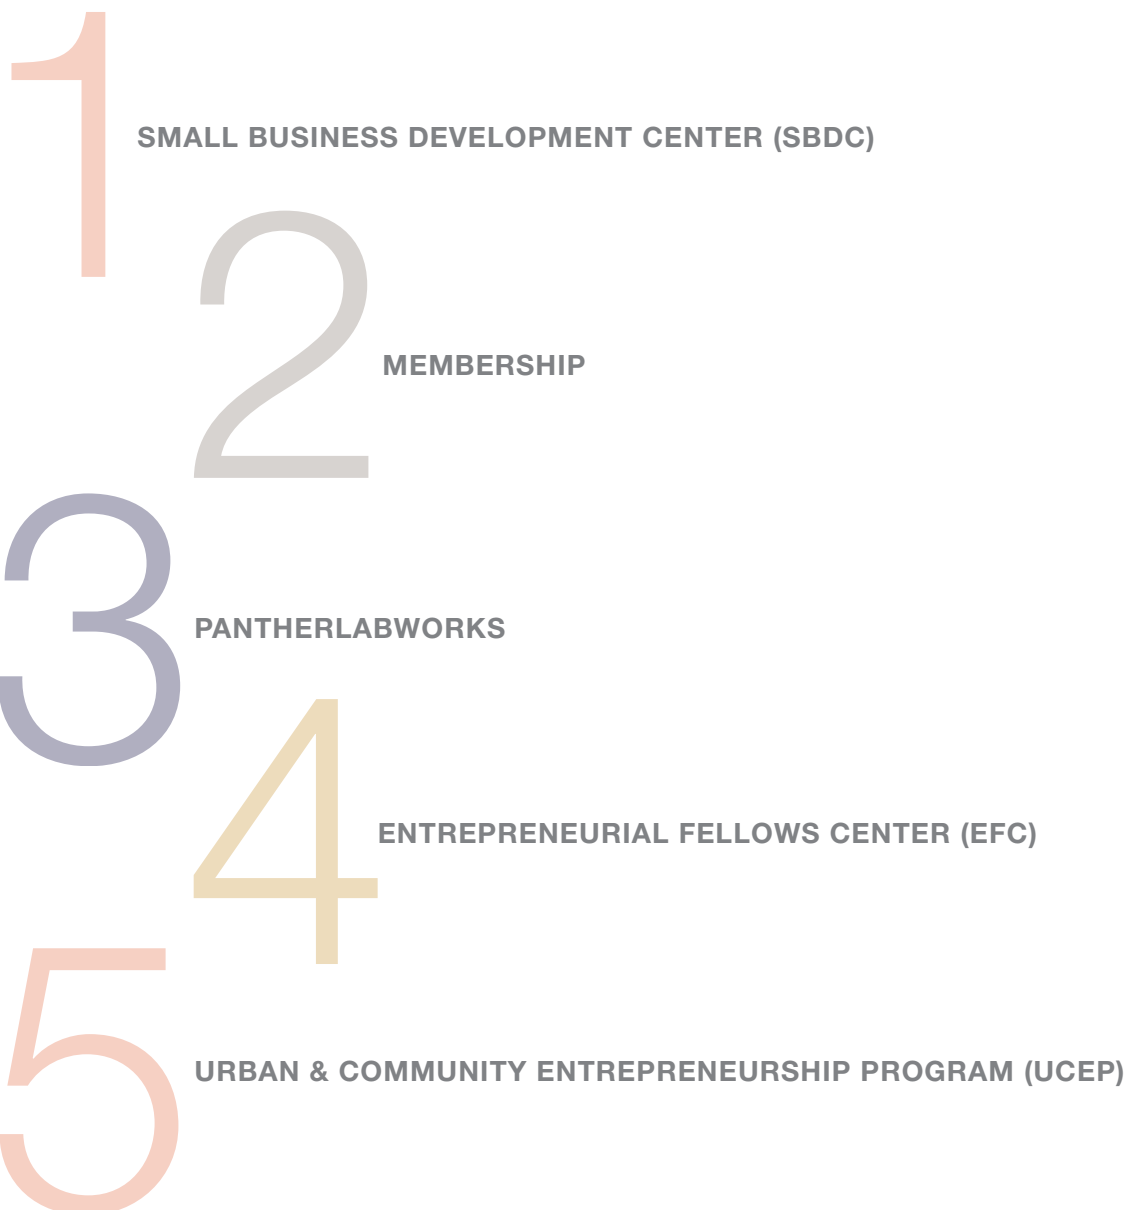 1
SMALL BUSINESS DEVELOPMENT CENTER (SBDC)
2
MEMBERSHIP
3
PANTHERLABWORKS
4
ENTREPRENEURIAL FELLOWS CENTER (EFC)
5
URBAN & COMMUNITY ENTREPRENEURSHIP PROGRAM (UCEP)